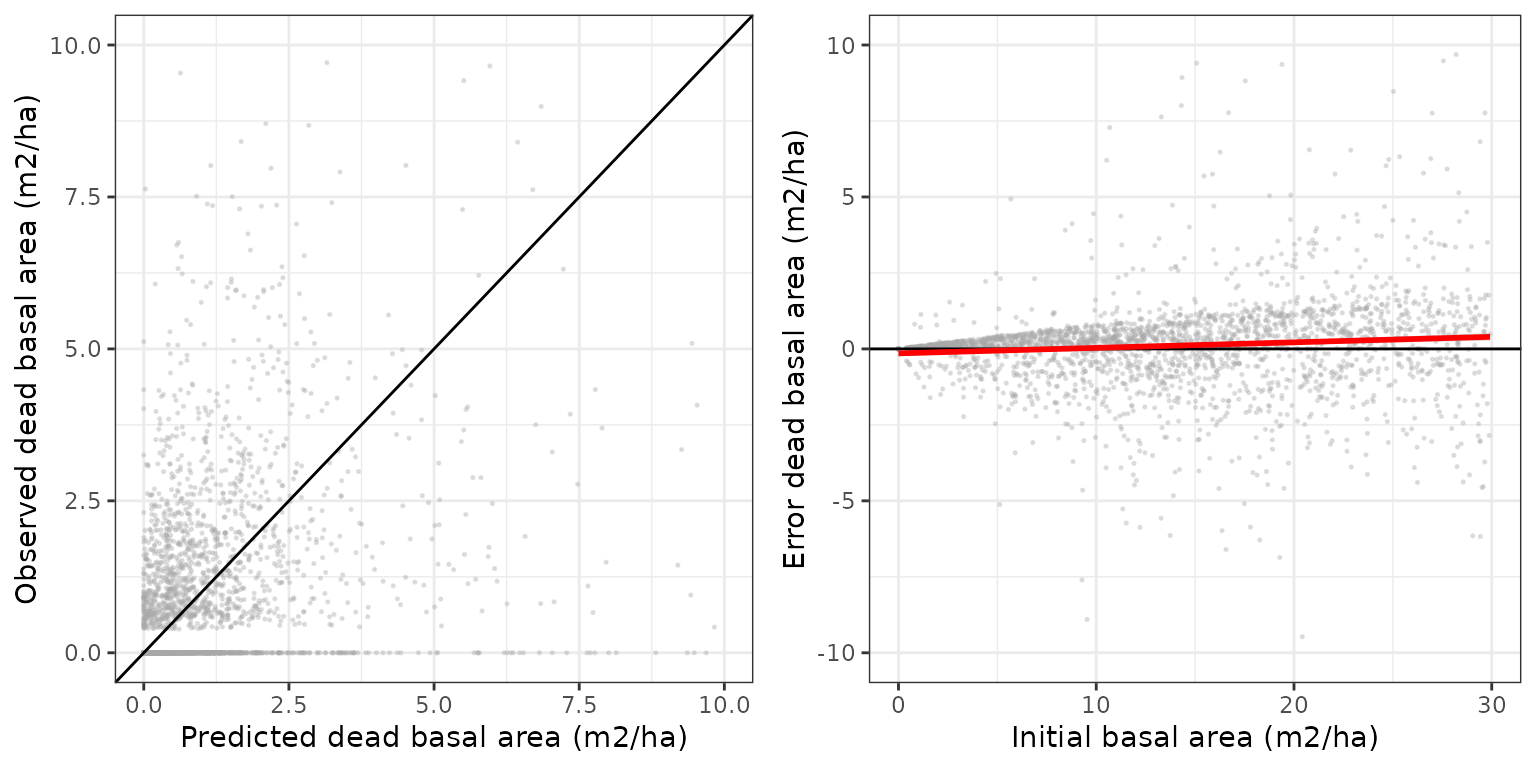 Observed dead basal area (m2/ha)
10.0
7.5
5.0
2.5
0.0
0.0 2.5 5.0 7.5 10.0
Predicted dead basal area (m2/ha)
Error dead basal area (m2/ha)
10
5
0
-5
-10
0 10 20 30
Initial basal area (m2/ha)